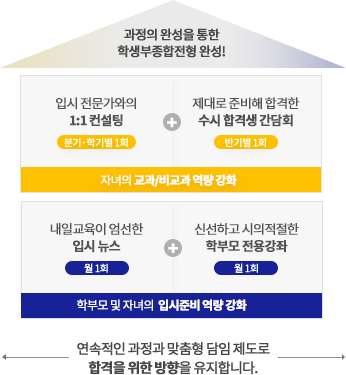 과정의 완성을 통한
학생부종합전형 완성!
입시 전문가와의
1:1 컨설팅
분기·학기별 1회
제대로 준비해 합격한
수시 합격생 간담회
반기별 1회
자녀의 교과/비교과 역량 강화
내일교육이 엄선한
입시 뉴스
월 1회
신선하고 시의적절한
학부모 전용강좌
월 1회
학부모 및 자녀의 입시준비 역량 강화
연속적인 과정과 맞춤형 담임 제도로
합격을 위한 방향을 유지합니다.